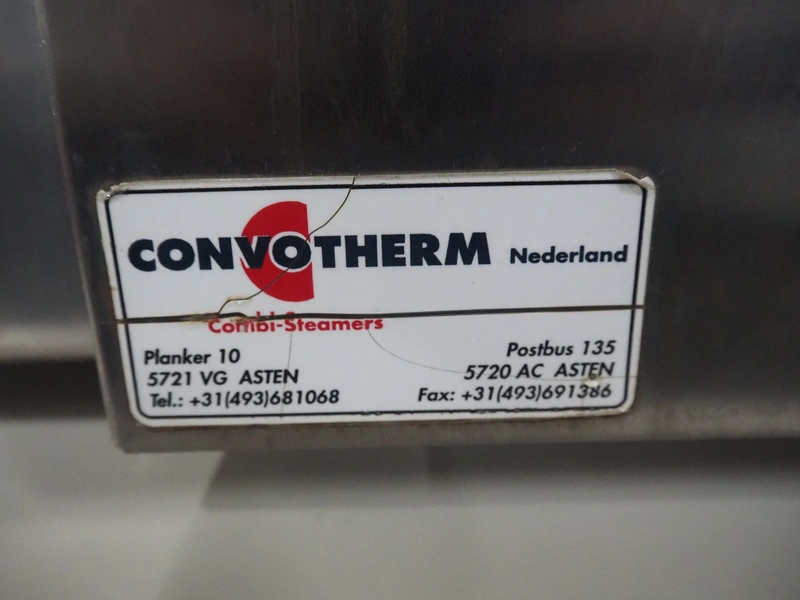 CONVOTHERM Nederland
Combi-Steamers
Planker 10
5721 VG ASTEN
Tel.: +31(493)681068
Postbus 135
5720 AC ASTEN
Fax: +31(493)691386